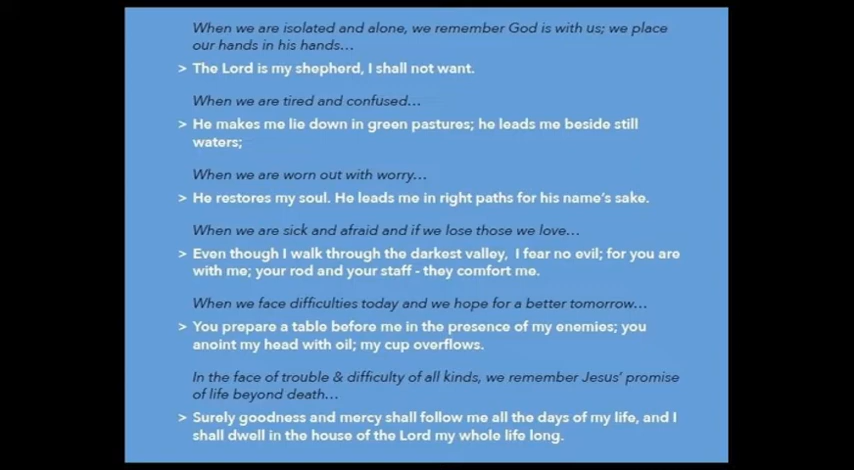 When we are isolated and alone, we remember God is with us; we place
our hands in his hands…
> The Lord is my shepherd, I shall not want.
When we are tired and confused…
> He makes me lie down in green pastures; he leads me beside still
waters;
When we are worn out with worry…
> He restores my soul. He leads me in right paths for his name's sake.
When we are sick and afraid and if we lose those we love…
> Even though I walk through the darkest valley, I fear no evil; for you are
with me; your rod and your staff - they comfort me.
When we face difficulties today and we hope for a better tomorrow…
> You prepare a table before me in the presence of my enemies; you
anoint my head with oil; my cup overflows.
In the face of trouble & difficulty of all kinds, we remember Jesus' promise
of life beyond death…
> Surely goodness and mercy shall follow me all the days of my life, and I
shall dwell in the house of the Lord my whole life long.